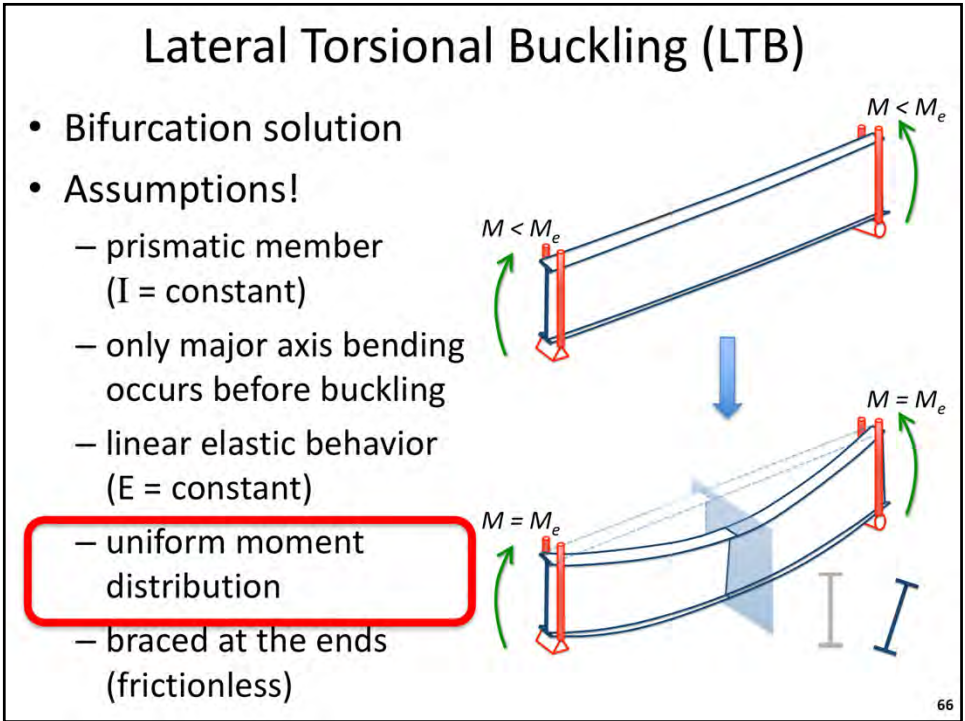 Lateral Torsional Buckling (LTB)
• Bifurcation solution
• Assumptions!
– prismatic member
(I = constant)
– only major axis bending
occurs before buckling
– linear elastic behavior
(E = constant)
– uniform moment
distribution
– braced at the ends
(frictionless)
M < Me
M < Me
M = Me
M = Me
66